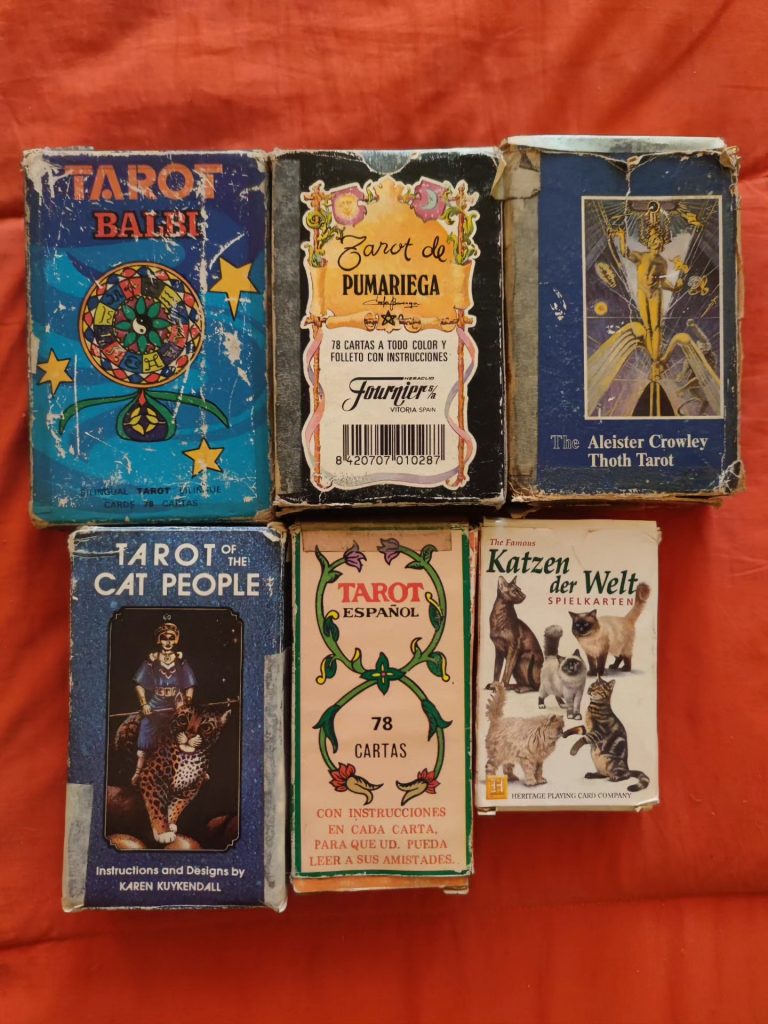 TAROT
BALBI
BILINGUAL TAROT BILINGUE
CARDS 78 CARTAS
Tarot de
PUMARIEGA
78 CARTAS A TODO COLOR Y
FOLLETO CON INSTRUCCIONES
HERACLIO
Fournier S/A
VITORIA SPAIN
8 420707 010287
The Aleister Crowley
Thoth Tarot
TAROT OF THE
CAT PEOPLE
Instructions and Designs by
KAREN KUYKENDALL
TAROT
ESPAÑOL
78
CARTAS
CON INSTRUCCIONES
EN CADA CARTA,
PARA QUE UD. PUEDA
LEER A SUS AMISTADES.
The Famous
Katzen
der Welt
SPIELKARTEN
H
HERITAGE PLAYING CARD COMPANY